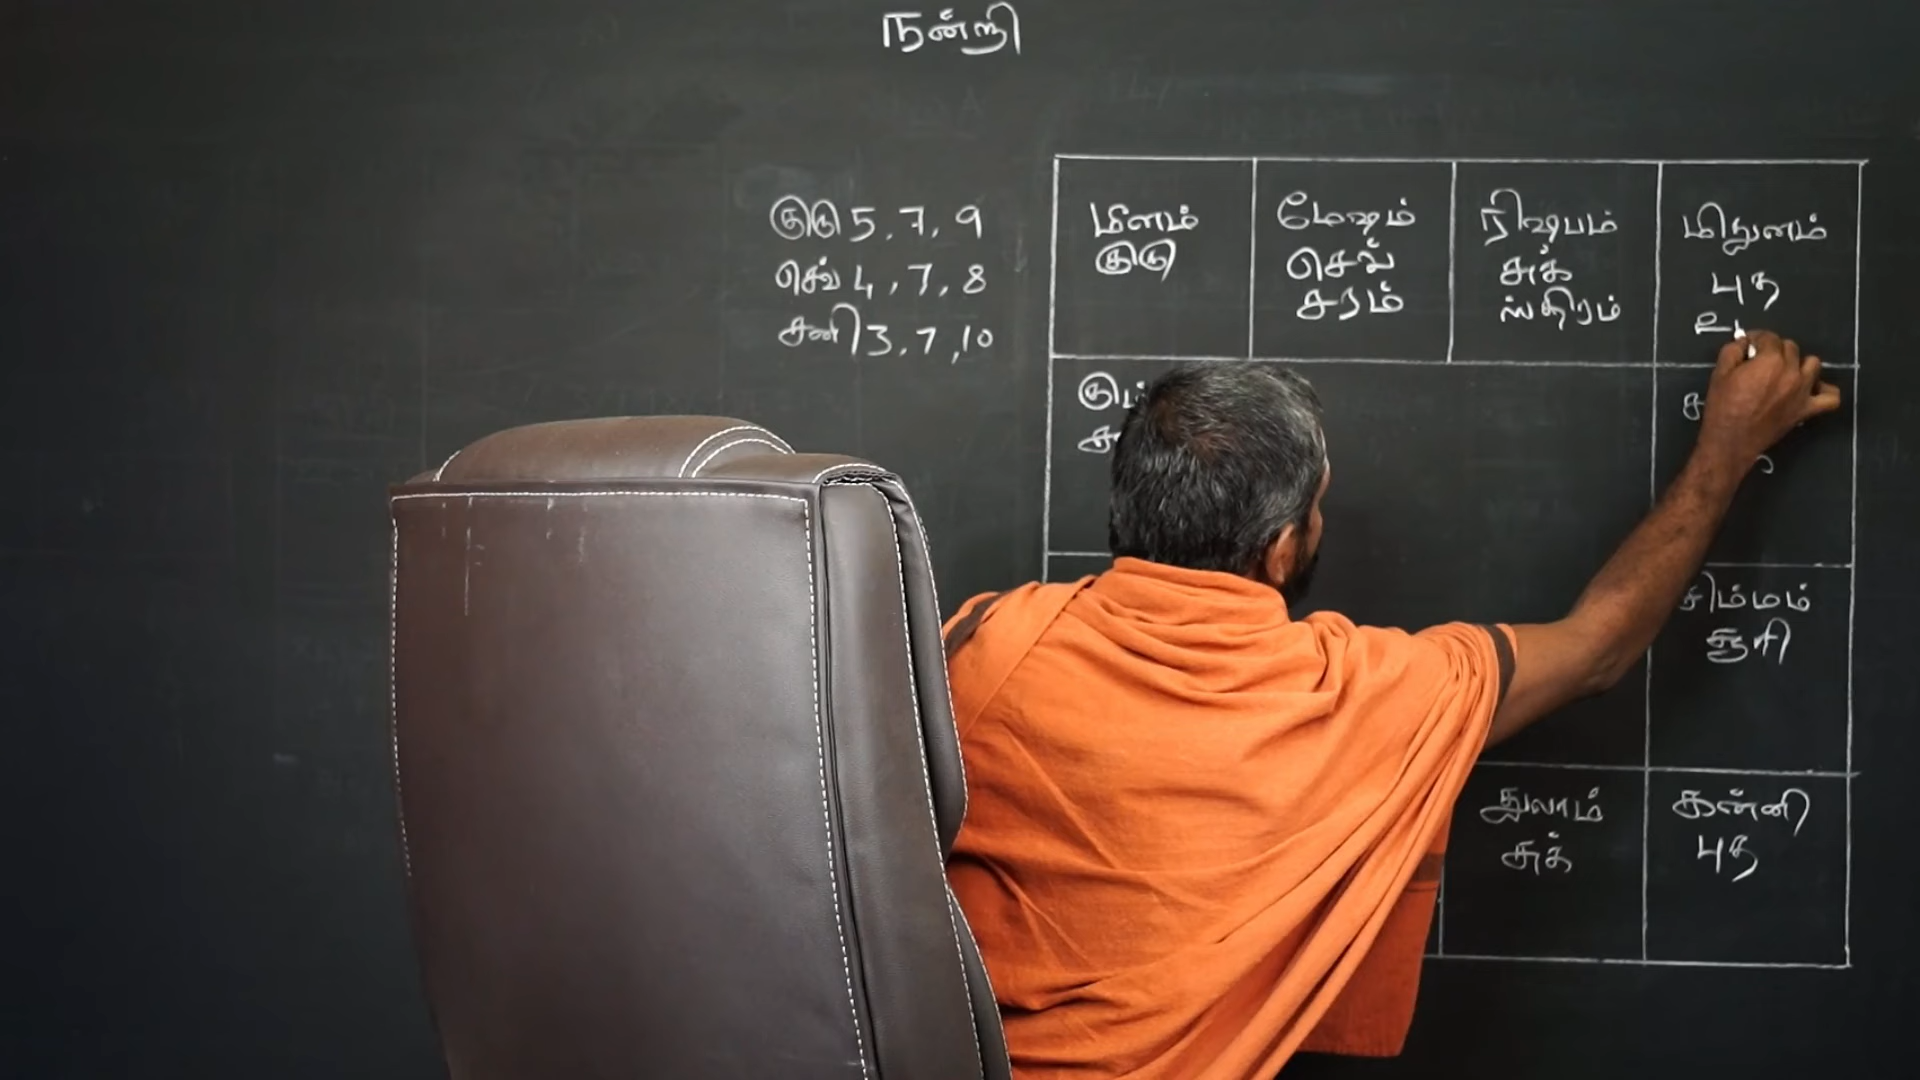 நன்றி
குரு 5, 7, 9
செவ் 4, 7, 8
சனி 3, 7, 10
மீனம்
குரு
மேஷம்
செவ்
சரம்
ரிஷபம்
சுக்
ஸ்திரம்
மிதுனம்
புத
சிம்மம்
சூரி
துலாம்
சுக்
கன்னி
புத